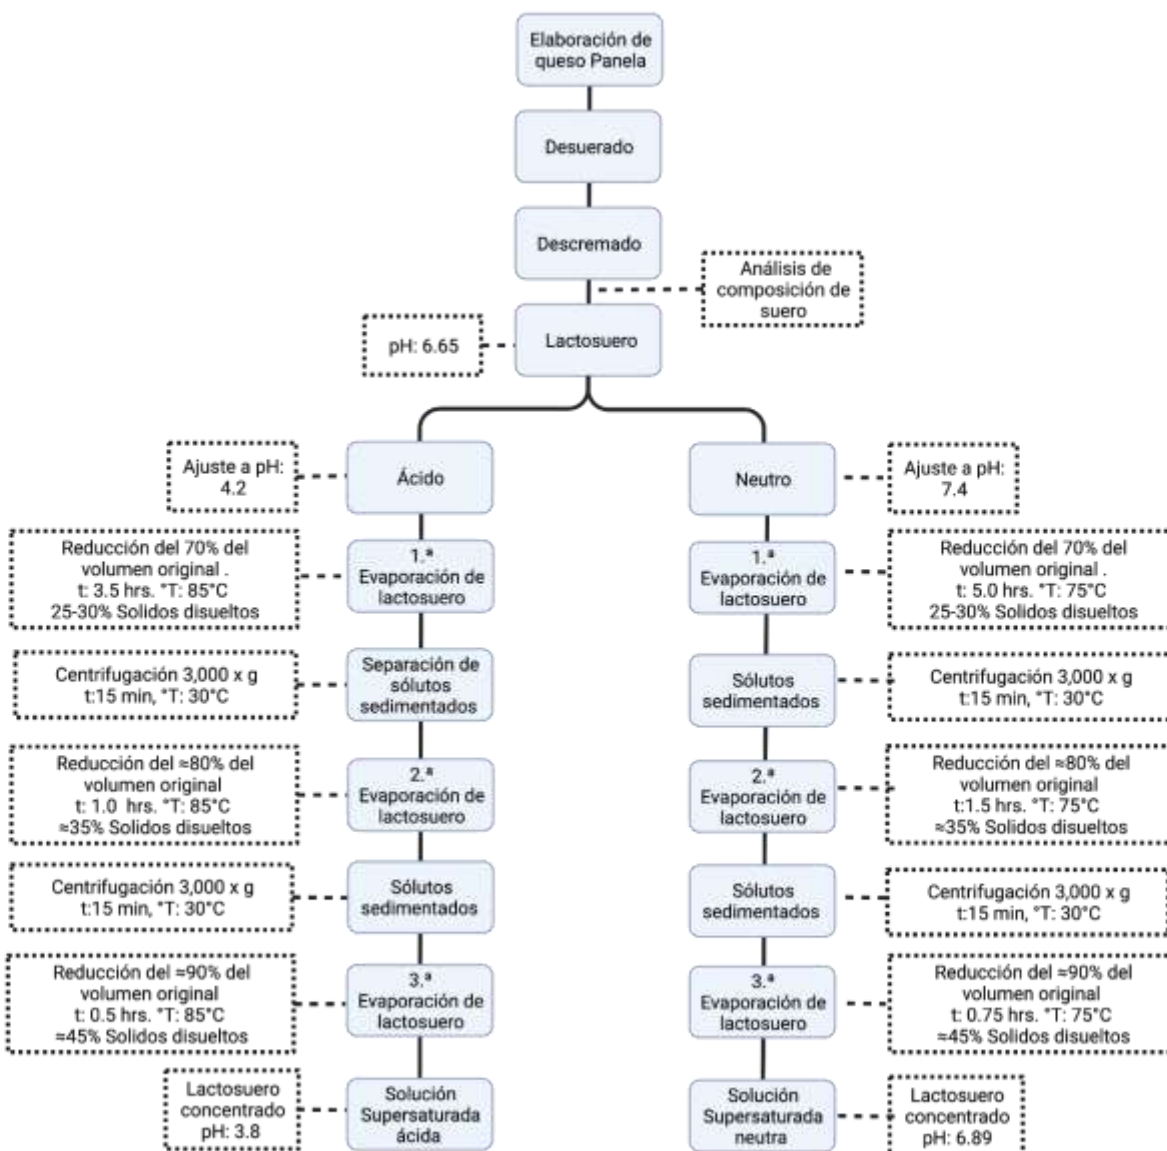 Elaboración de
queso Panela
Desuerado
Descremado
Análisis de
composición de
suero
Lactosuero
pH: 6.65
Ajuste a pH:
4.2
Ácido
Neutro
Ajuste a pH:
7.4
Reducción del 70% del
volumen original .
t: 3.5 hrs. °T: 85°C
25-30% Solidos disueltos
1.ª
Evaporación de
lactosuero
1.ª
Evaporación de
lactosuero
Reducción del 70% del
volumen original .
t: 5.0 hrs. °T: 75°C
25-30% Solidos disueltos
Centrifugación 3,000 x g
t:15 min, °T: 30°C
Separación de
sólutos
sedimentados
Sólutos
sedimentados
Centrifugación 3,000 x g
t:15 min, °T: 30°C
Reducción del ≈80% del
volumen original
t: 1.0 hrs. °T: 85°C
≈35% Solidos disueltos
2.ª
Evaporación de
lactosuero
2.ª
Evaporación de
lactosuero
Reducción del ≈80% del
volumen original
t:1.5 hrs. °T: 75°C
≈35% Solidos disueltos
Centrifugación 3,000 x g
t:15 min, °T: 30°C
Sólutos
sedimentados
Sólutos
sedimentados
Centrifugación 3,000 x g
t:15 min, °T: 30°C
Reducción del ≈90% del
volumen original
t: 0.5 hrs. °T: 85°C
≈45% Solidos disueltos
3.ª
Evaporación de
lactosuero
3.ª
Evaporación de
lactosuero
Reducción del ≈90% del
volumen original
t: 0.75 hrs. °T: 75°C
≈45% Solidos disueltos
Lactosuero
concentrado
pH: 3.8
Solución
Supersaturada
ácida
Solución
Supersaturada
neutra
Lactosuero
concentrado
pH: 6.89